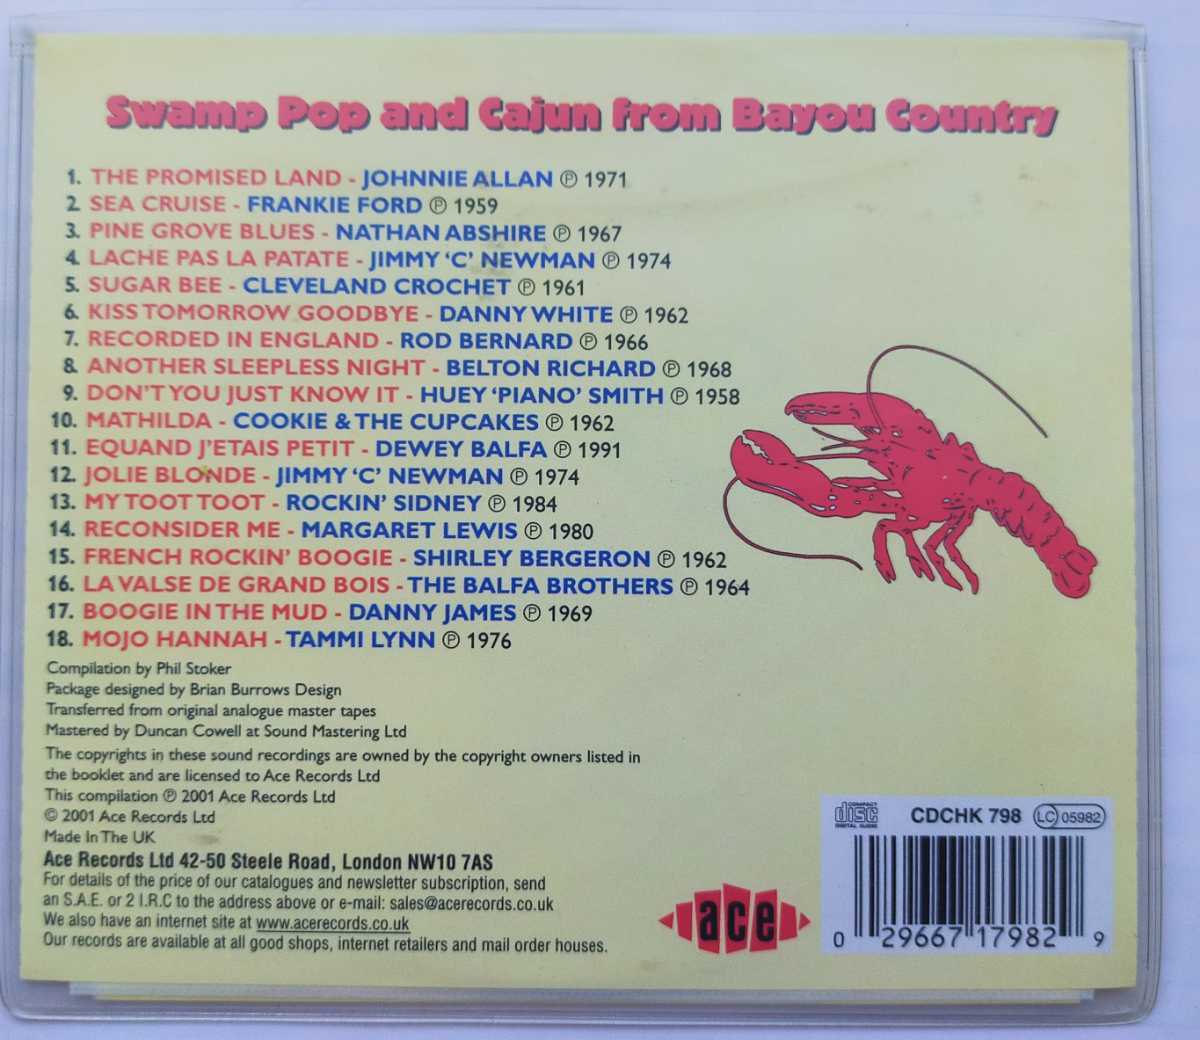 Swamp Pop and Cajun from Bayou Country
1. THE PROMISED LAND - JOHNNIE ALLAN ℗ 1971
2. SEA CRUISE - FRANKIE FORD ℗ 1959
3. PINE GROVE BLUES - NATHAN ABSHIRE ℗ 1967
4. LACHE PAS LA PATATE - JIMMY ‘C’ NEWMAN ℗ 1974
5. SUGAR BEE - CLEVELAND CROCHET ℗ 1961
6. KISS TOMORROW GOODBYE - DANNY WHITE ℗ 1962
7. RECORDED IN ENGLAND - ROD BERNARD ℗ 1966
8. ANOTHER SLEEPLESS NIGHT - BELTON RICHARD ℗ 1968
9. DON’T YOU JUST KNOW IT - HUEY ‘PIANO’ SMITH ℗ 1958
10. MATHILDA - COOKIE & THE CUPCAKES ℗ 1962
11. EQUAND J’ETAIS PETIT - DEWEY BALFA ℗ 1991
12. JOLIE BLONDE - JIMMY ‘C’ NEWMAN ℗ 1974
13. MY TOOT TOOT - ROCKIN’ SIDNEY ℗ 1984
14. RECONSIDER ME - MARGARET LEWIS ℗ 1980
15. FRENCH ROCKIN’ BOOGIE - SHIRLEY BERGERON ℗ 1962
16. LA VALSE DE GRAND BOIS - THE BALFA BROTHERS ℗ 1964
17. BOOGIE IN THE MUD - DANNY JAMES ℗ 1969
18. MOJO HANNAH - TAMMI LYNN ℗ 1976
Compilation by Phil Stoker
Package designed by Brian Burrows Design
Transferred from original analogue master tapes
Mastered by Duncan Cowell at Sound Mastering Ltd
The copyrights in these sound recordings are owned by the copyright owners listed in
the booklet and are licensed to Ace Records Ltd
This compilation ℗ 2001 Ace Records Ltd
© 2001 Ace Records Ltd
Made In The UK
Ace Records Ltd 42-50 Steele Road, London NW10 7AS
For details of the price of our catalogues and newsletter subscription, send
an S.A.E. or 2 I.R.C to the address above or e-mail: sales@acerecords.co.uk
We also have an internet site at www.acerecords.co.uk
Our records are available at all good shops, internet retailers and mail order houses.
ace
COMPACT
disc
DIGITAL AUDIO
CDCHK 798
LC 05982
0 29667 17982 9